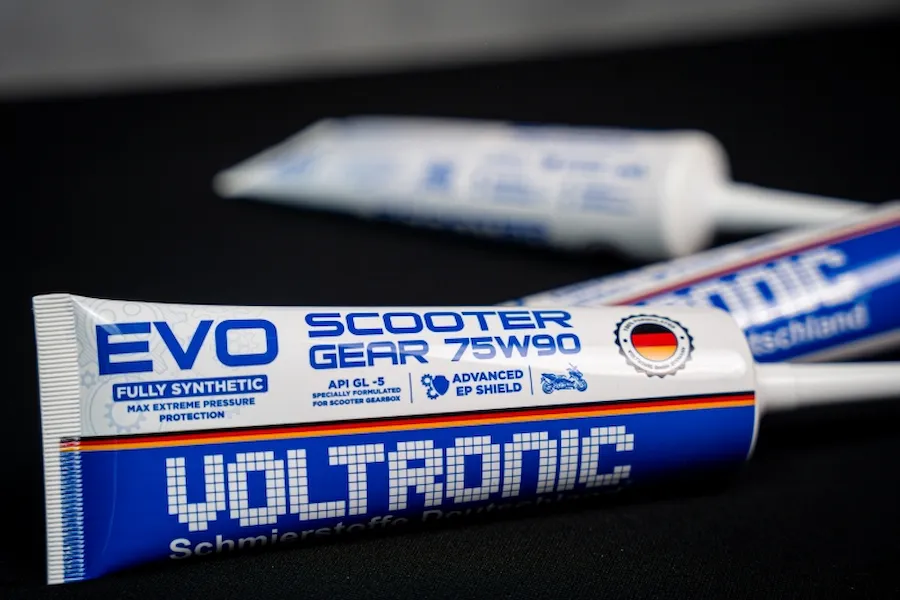 EVO
FULLY SYNTHETIC
MAX EXTREME PRESSURE
PROTECTION
SCOOTER
GEAR 75W90
API GL -5
SPECIALLY FORMULATED
FOR SCOOTER GEARBOX
ADVANCED
EP SHIELD
VOLTRONIC
Schmierstoffe Deutschland